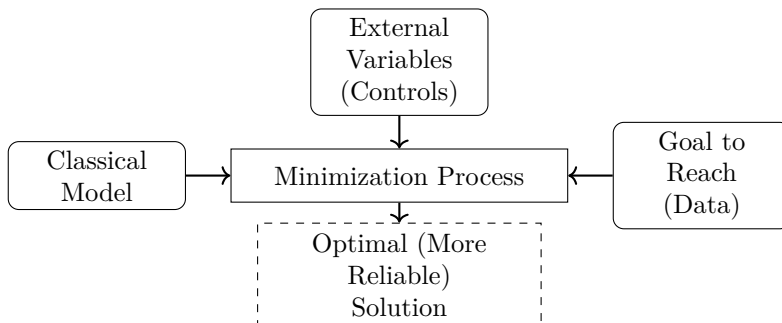 External
Variables
(Controls)
Classical
Model
Minimization Process
Goal to
Reach
(Data)
Optimal (More
Reliable)
Solution